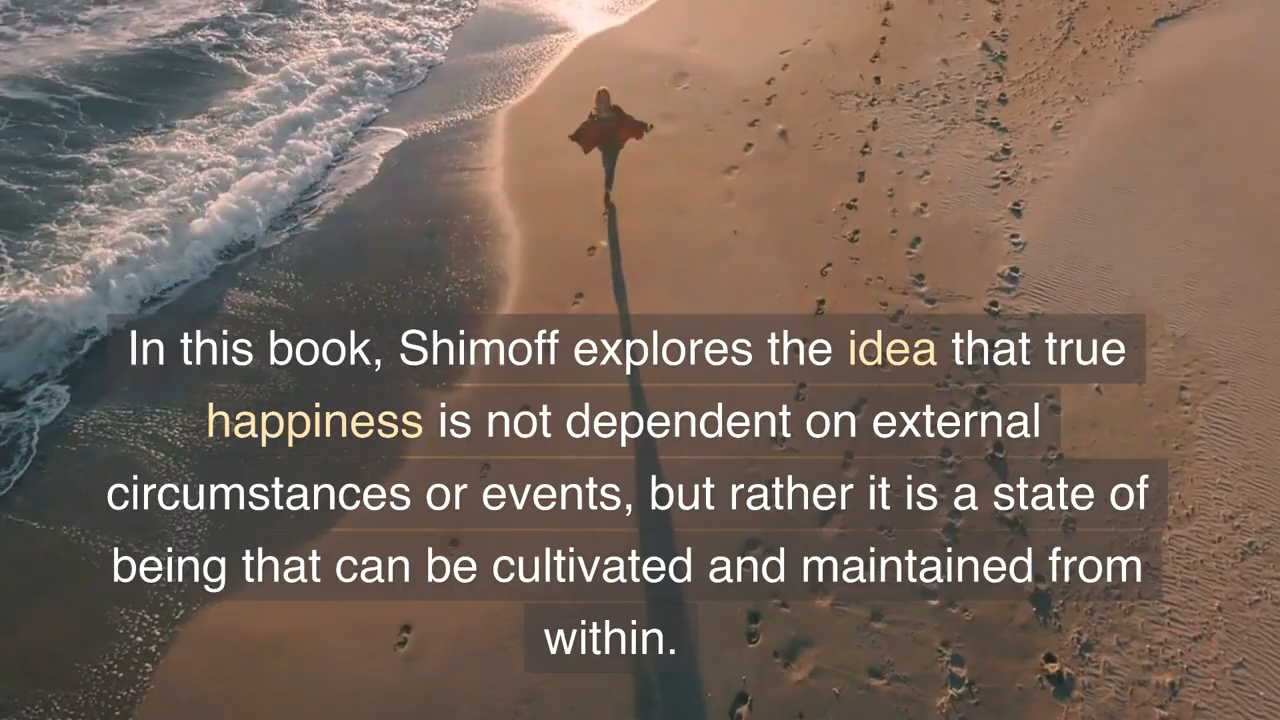 In this book, Shimoff explores the idea that true
happiness is not dependent on external
circumstances or events, but rather it is a state of
being that can be cultivated and maintained from
within.